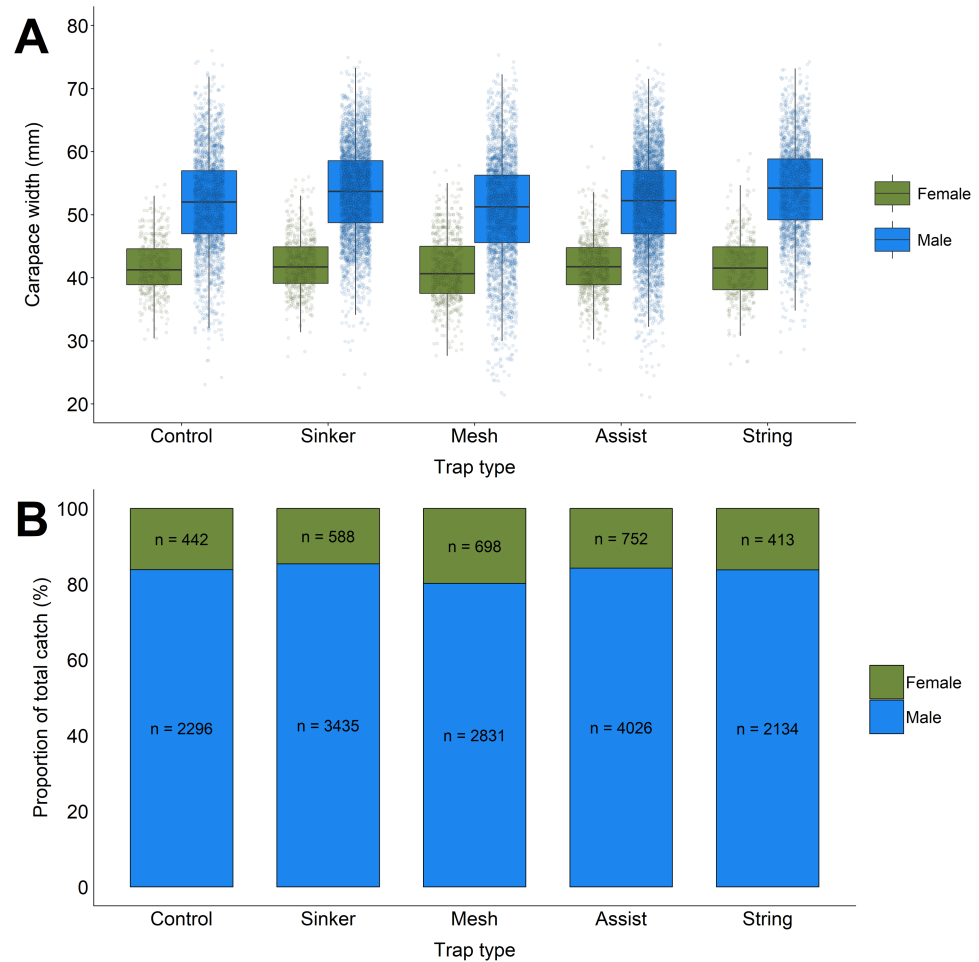 A
80
70
60
50
40
30
20
Carapace width (mm)
Control Sinker Mesh Assist String
Trap type
Female
Male
B
100
80
60
40
20
0
Proportion of total catch (%)
n = 442 n = 588 n = 698 n = 752 n = 413
n = 2296 n = 3435 n = 2831 n = 4026 n = 2134
Control Sinker Mesh Assist String
Trap type
Female
Male